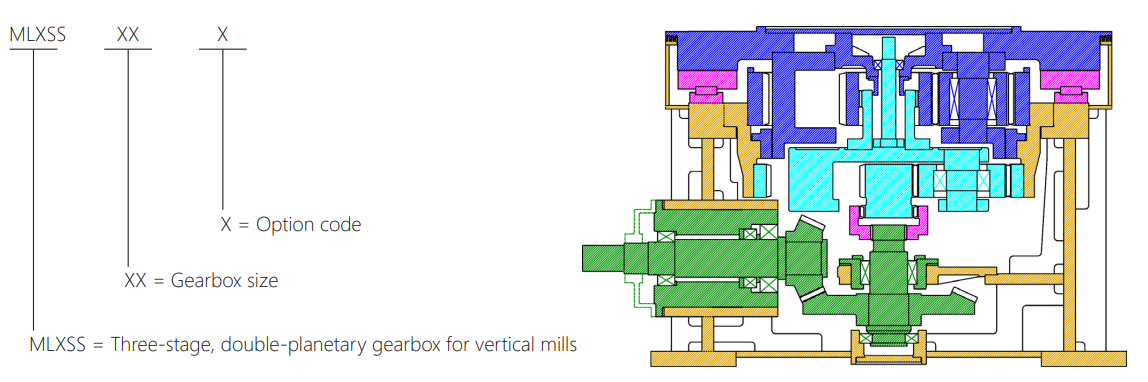 MLXSS XX X
X = Option code
XX = Gearbox size
MLXSS = Three-stage, double-planetary gearbox for vertical mills